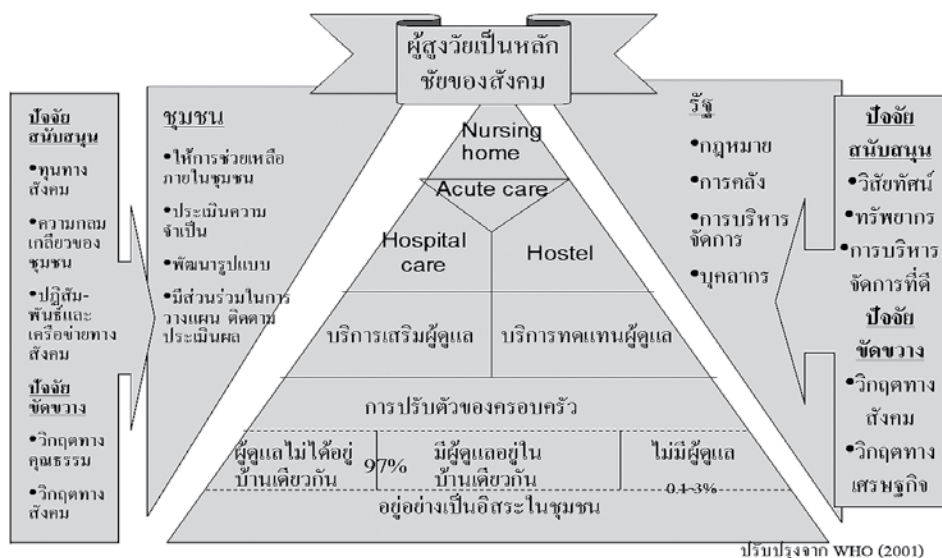 ผู้สูงวัยเป็นหลัก
ชัยของสังคม
ปัจจัย
สนับสนุน
•ทุนทาง
สังคม
•ความกลม
เกลียวของ
ชุมชน
•ปฏิสัม-
พันธ์และ
เครือข่ายทาง
สังคม
ปัจจัย
ขัดขวาง
•วิกฤตทาง
คุณธรรม
•วิกฤตทาง
สังคม
ชุมชน
•ให้การช่วยเหลือ
ภายในชุมชน
•ประเมินความ
จำเป็น
•พัฒนารูปแบบ
•มีส่วนร่วมในการ
วางแผน ติดตาม
ประเมินผล
Nursing
home
Acute care
Hospital
care
Hostel
บริการเสริมผู้ดูแล
บริการทดแทนผู้ดูแล
การปรับตัวของครอบครัว
ผู้ดูแลไม่ได้อยู่
บ้านเดียวกัน
97%
มีผู้ดูแลอยู่ใน
บ้านเดียวกัน
ไม่มีผู้ดูแล
0.1-3%
อยู่อย่างเป็นอิสระในชุมชน
รัฐ
•กฎหมาย
•การคลัง
•การบริหาร
จัดการ
•บุคลากร
ปัจจัย
สนับสนุน
•วิสัยทัศน์
•ทรัพยากร
•การบริหาร
จัดการที่ดี
ปัจจัย
ขัดขวาง
•วิกฤตทาง
สังคม
•วิกฤตทาง
เศรษฐกิจ
ปรับปรุงจาก WHO (2001)